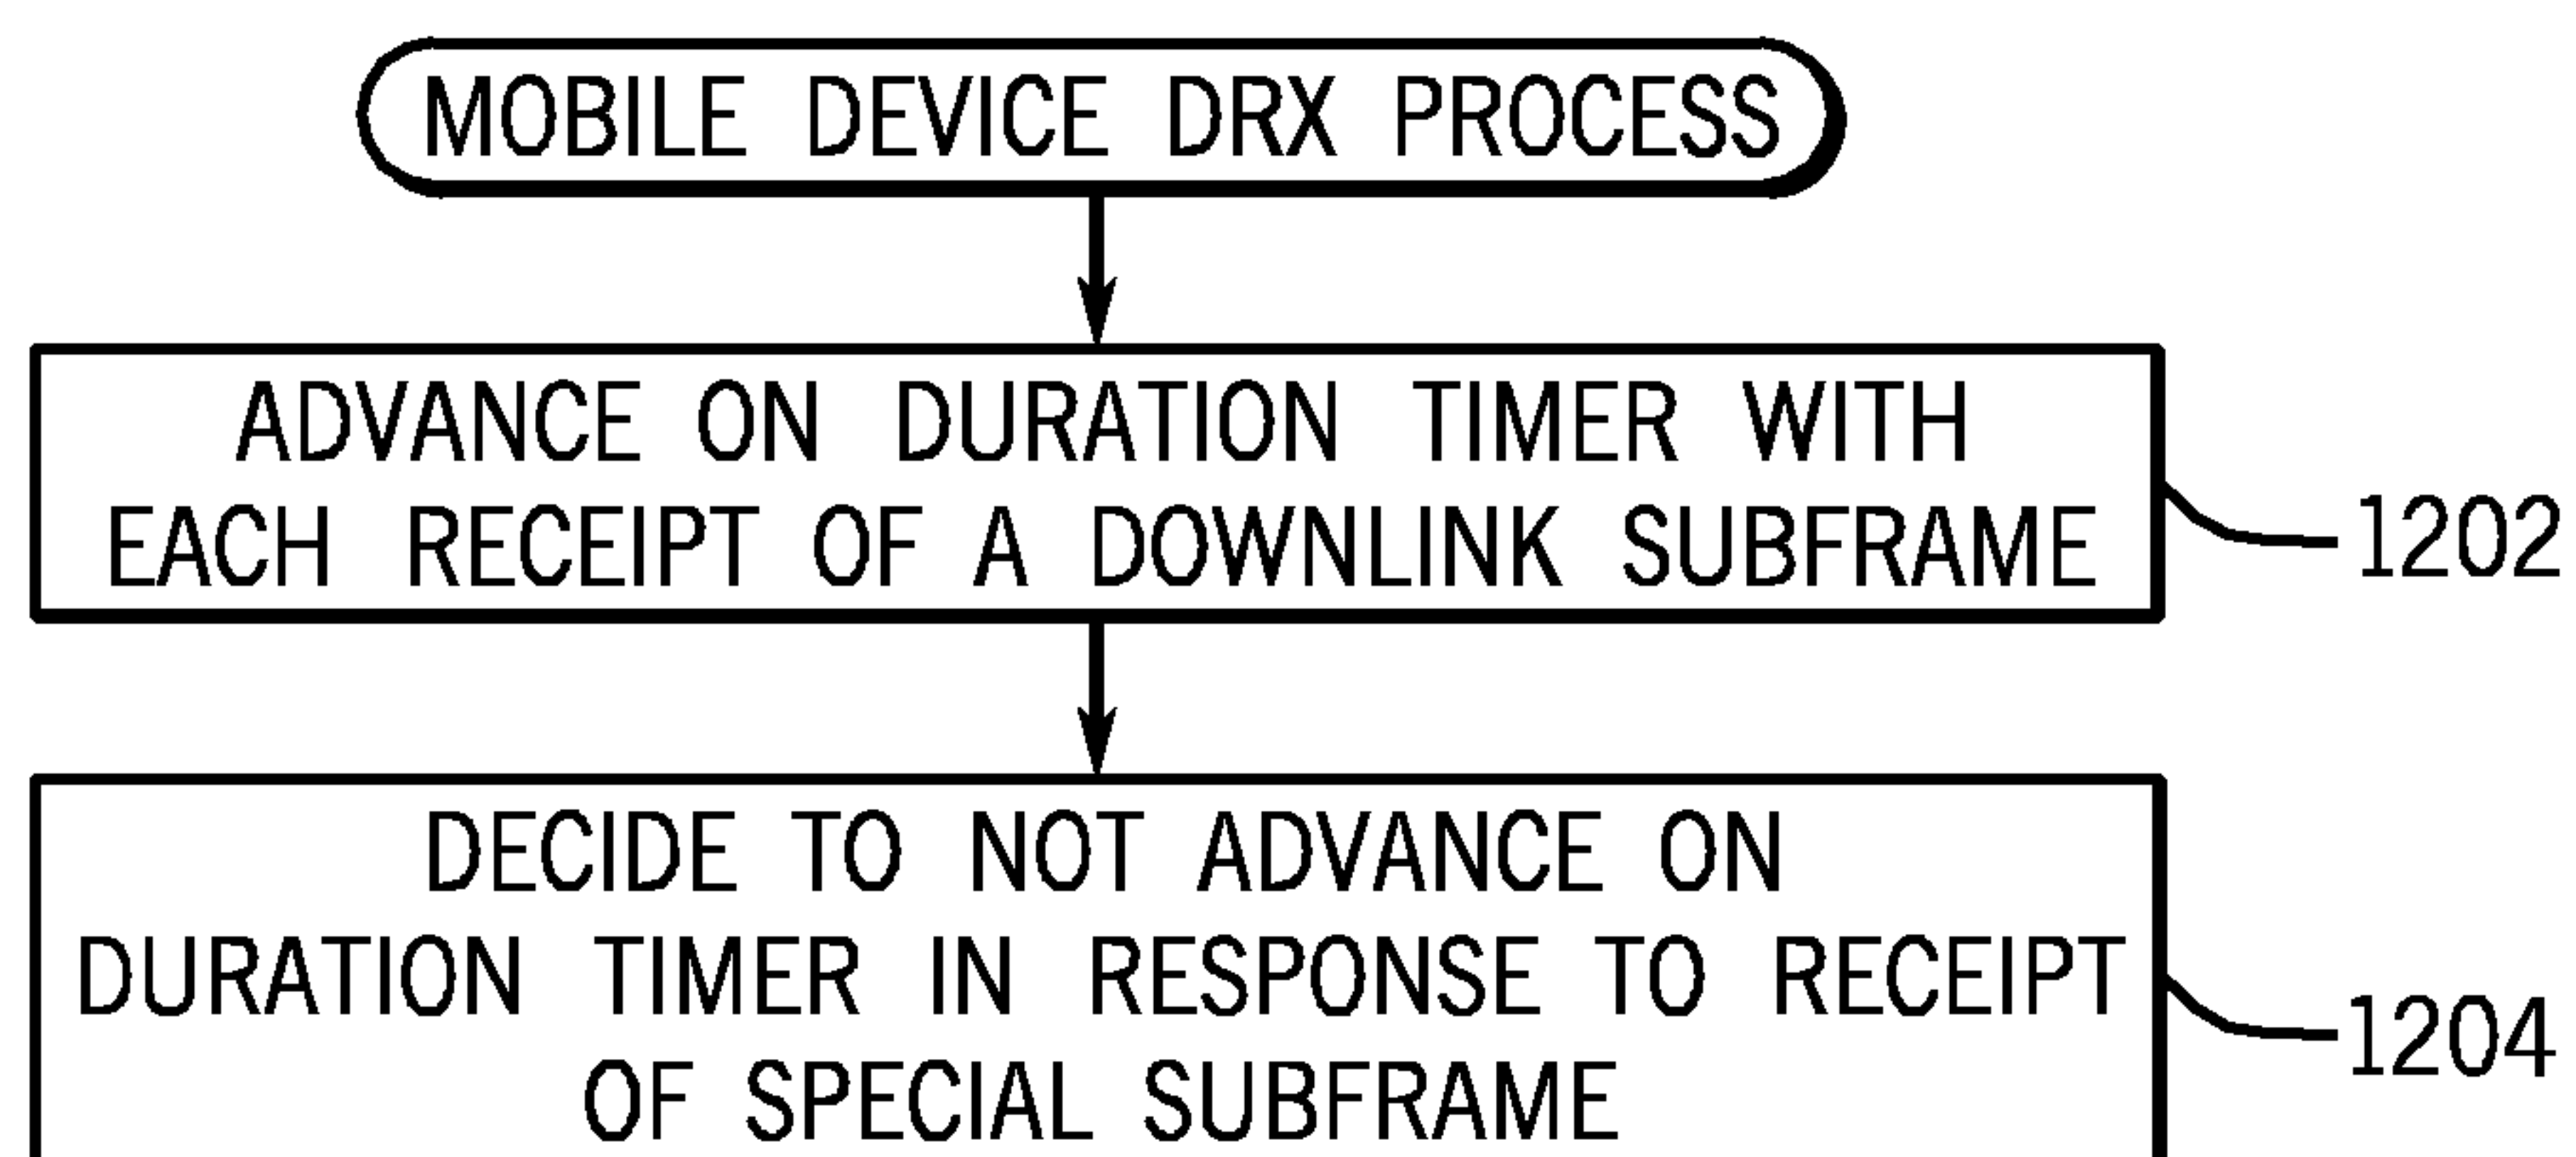 MOBILE DEVICE DRX PROCESS
ADVANCE ON DURATION TIMER WITH
EACH RECEIPT OF A DOWNLINK SUBFRAME
1202
DECIDE TO NOT ADVANCE ON
DURATION TIMER IN RESPONSE TO RECEIPT
OF SPECIAL SUBFRAME
1204